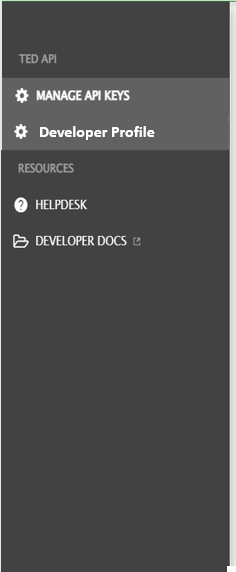 TED API
MANAGE API KEYS
Developer Profile
RESOURCES
HELPDESK
DEVELOPER DOCS